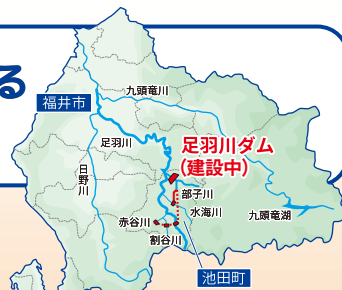 る
福井市
九頭竜川
足羽川
足羽川ダム
(建設中)
日野川
部子川
水海川
九頭竜湖
赤谷川
割谷川
池田町